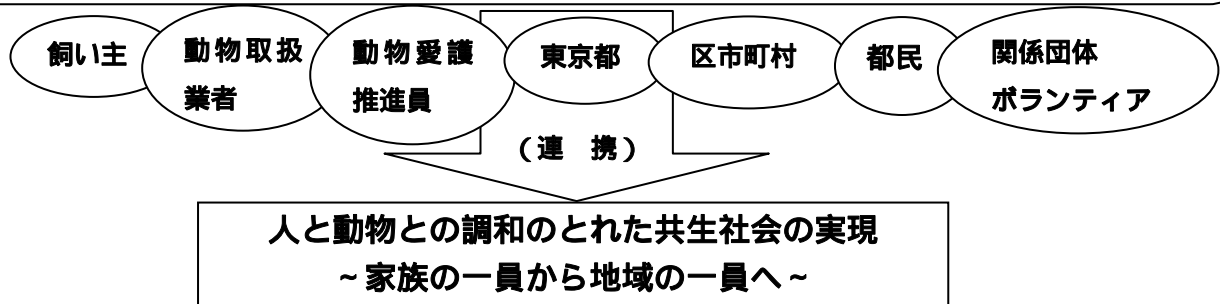 飼い主
動物取扱
業者
動物愛護
推進員
東京都
区市町村
都民
関係団体
ボランティア
（連　携）
人と動物との調和のとれた共生社会の実現
~家族の一員から地域の一員へ~